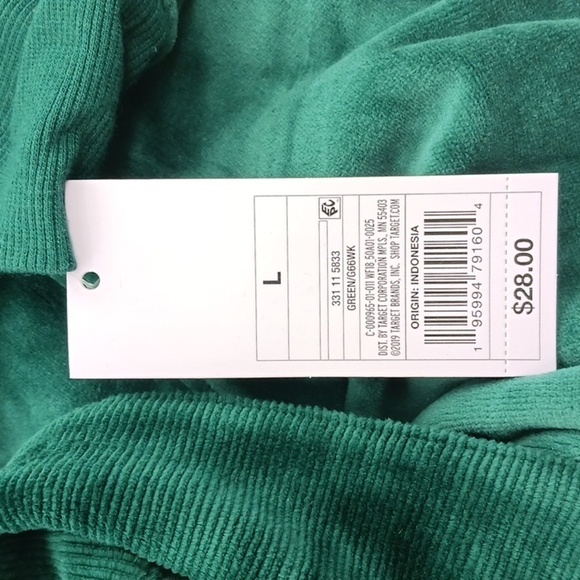 L
331 11 5833
GREEN/G66WK
C-000965-01-011 WF18_50A01-0025
DIST. BY TARGET CORPORATION MPLS, MN 55403
©2019 TARGET BRANDS, INC. SHOP TARGET.COM
ORIGIN: INDONESIA
1 95994 79160 4
$28.00